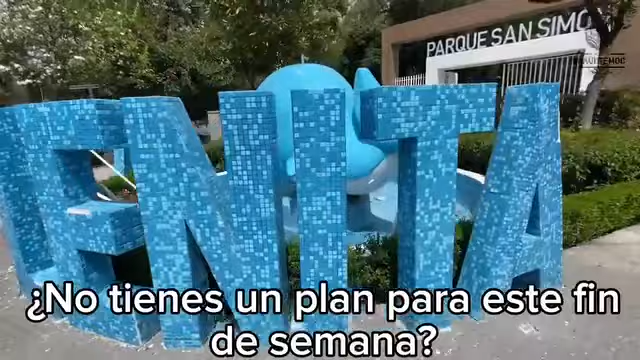 PARQUE SAN SIMO
ENITA
¿No tienes un plan para este fin
de semana?